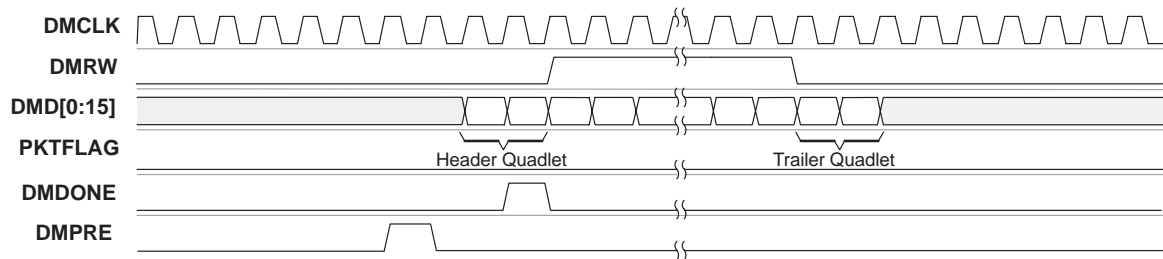 DMCLK
DMRW
DMD[0:15]
PKTFLAG
Header Quadlet Trailer Quadlet
DMDONE
DMPRE